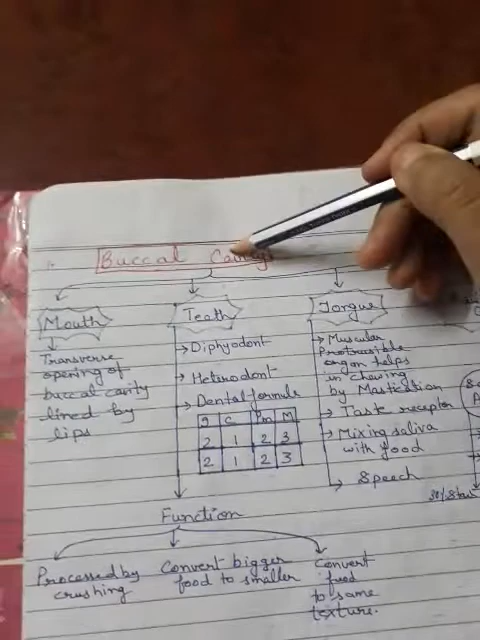 Buccal Cavity
Mouth
Transverse
opening of
buccal cavity
lined by
lips
Teath
Diphyodont
Heterodont
Dental formule
I C Pm M
2 1 2 3
2 1 2 3
Tongue
Muscular
Protrusible
organ helps
in chewing
by Mastication
Taste receptor
Mixing saliva
with food
Speech
Function
Processed by
crushing
Convert bigger
food to smaller
Convert
food
to same
texture.